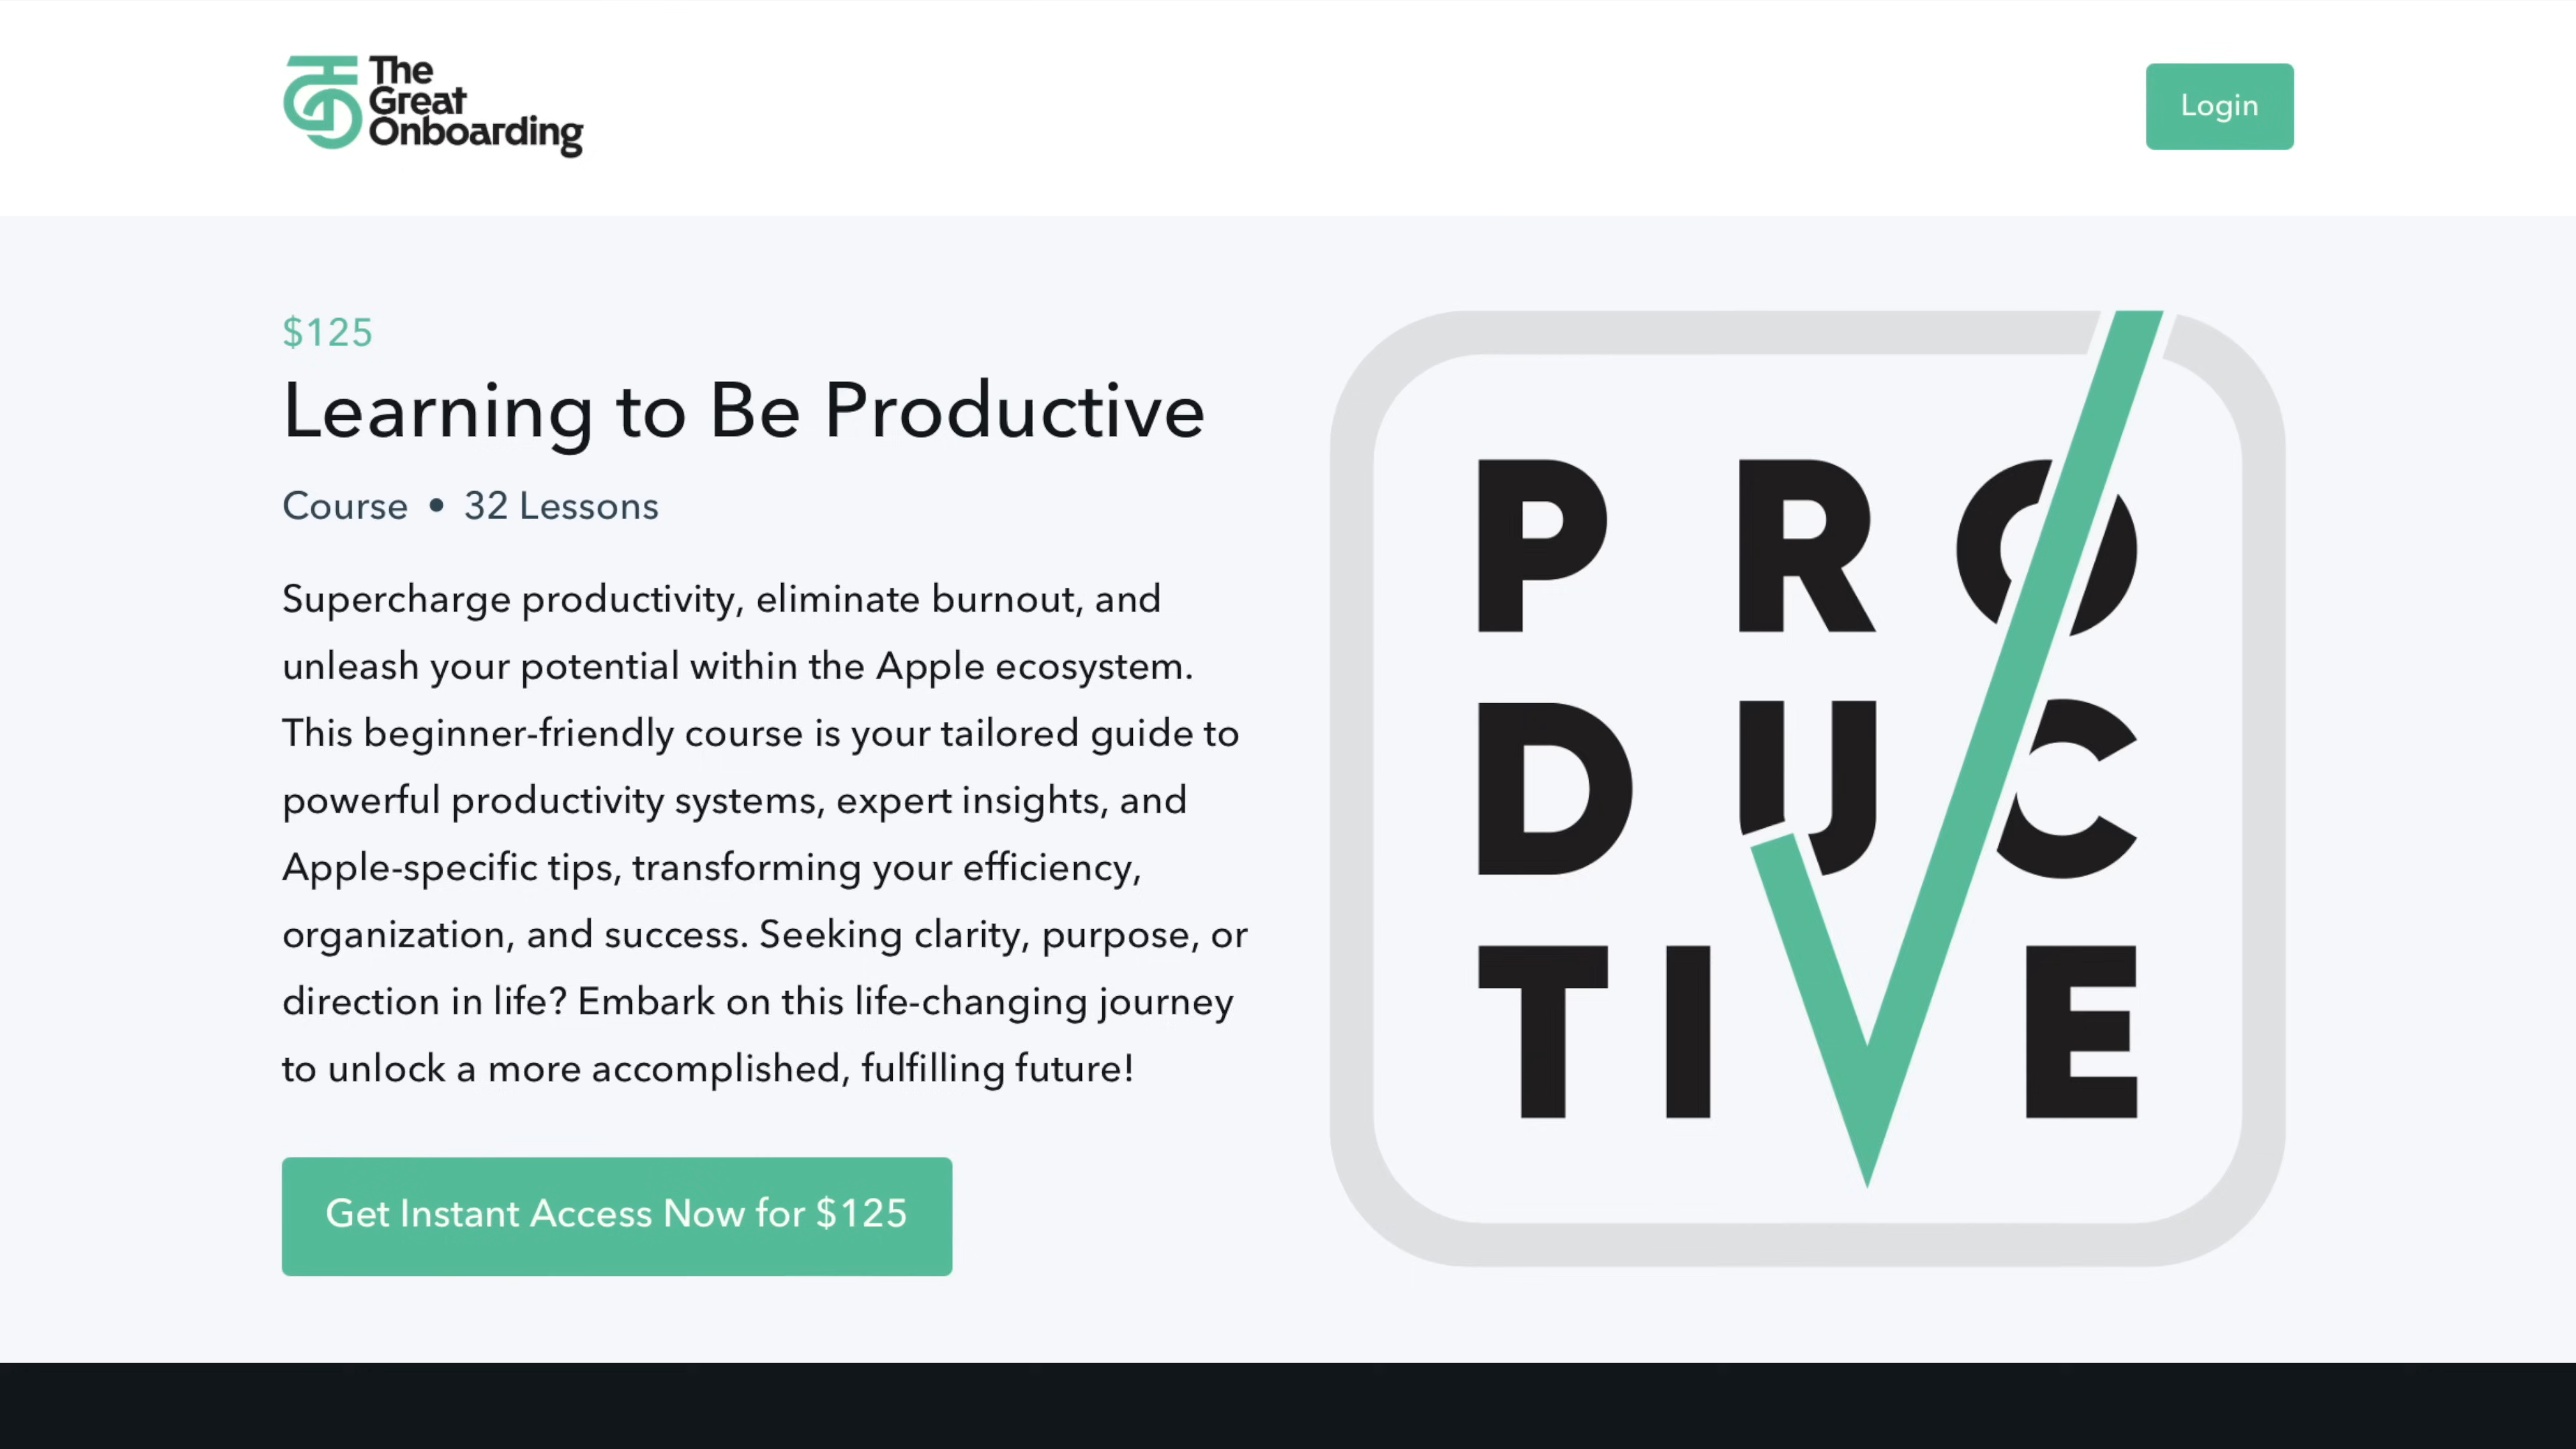 The
Great
Onboarding
Login
$125
Learning to Be Productive
Course • 32 Lessons
Supercharge productivity, eliminate burnout, and
unleash your potential within the Apple ecosystem.
This beginner-friendly course is your tailored guide to
powerful productivity systems, expert insights, and
Apple-specific tips, transforming your efficiency,
organization, and success. Seeking clarity, purpose, or
direction in life? Embark on this life-changing journey
to unlock a more accomplished, fulfilling future!
Get Instant Access Now for $125
PRO
DUC
TIVE